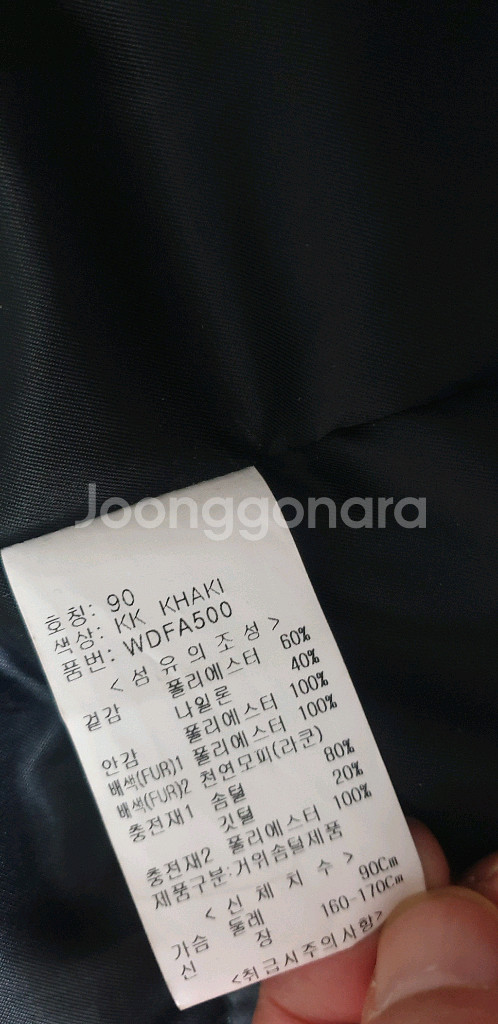 Joonggonara
호칭: 90
색상: KK KHAKI
품번: WDFA500
<섬유의조성>
겉감 폴리에스터 60%
나일론 40%
안감 폴리에스터 100%
배색(FUR)1 폴리에스터 100%
배색(FUR)2 천연모피(라쿤)
충전재1 솜털 80%
깃털 20%
충전재2 폴리에스터 100%
제품구분:거위솜털제품
<신체치수>
가슴둘레 90Cm
신장 160-170Cm
<취급시주의사항>